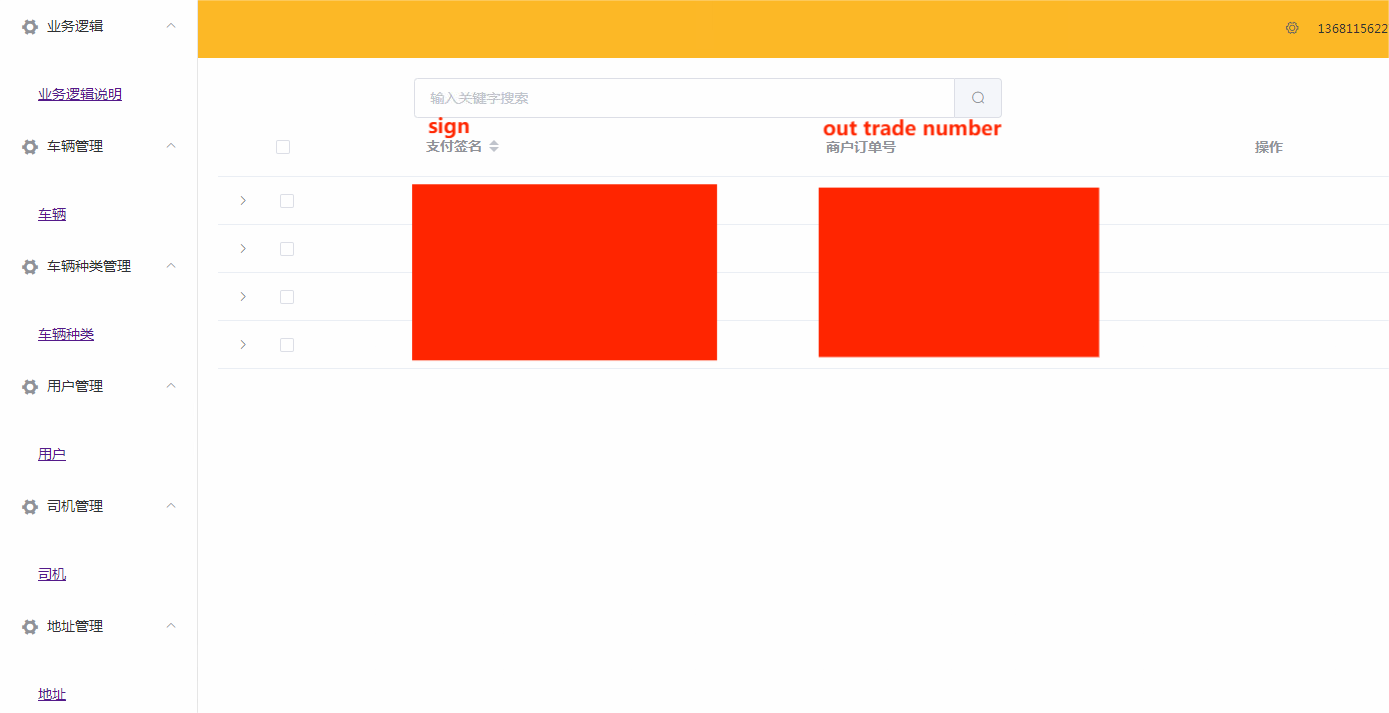 业务逻辑
业务逻辑说明
车辆管理
车辆
车辆种类管理
车辆种类
用户管理
用户
司机管理
司机
地址管理
地址
1368115622
输入关键字搜索
sign
out trade number
支付签名
商户订单号
操作